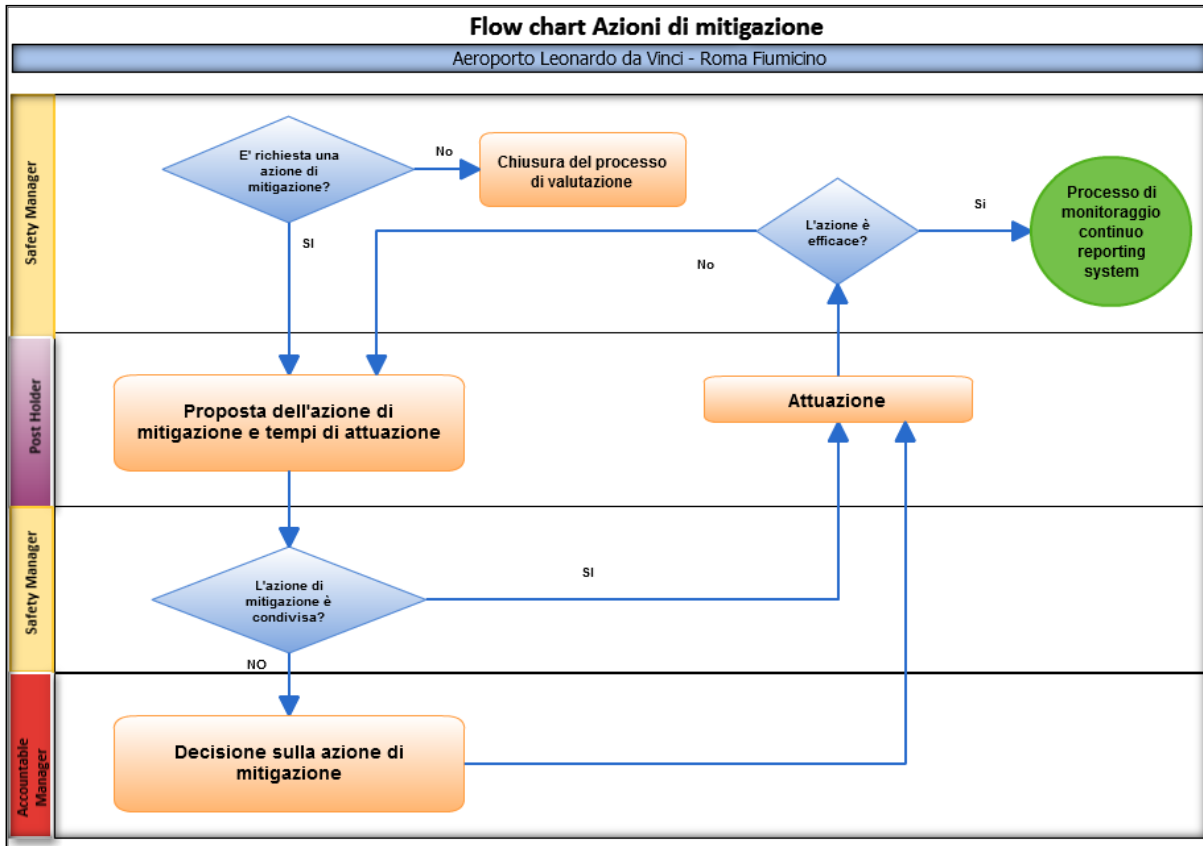 Flow chart Azioni di mitigazione
Aeroporto Leonardo da Vinci - Roma Fiumicino
Safety Manager
E' richiesta una
azione di
mitigazione?
No
Chiusura del processo
di valutazione
SI
L'azione è
efficace?
Si
No
Processo di
monitoraggio
continuo
reporting
system
Post Holder
Proposta dell'azione di
mitigazione e tempi di attuazione
Attuazione
Safety Manager
L'azione di
mitigazione è
condivisa?
SI
NO
Accountable
Manager
Decisione sulla azione di
mitigazione